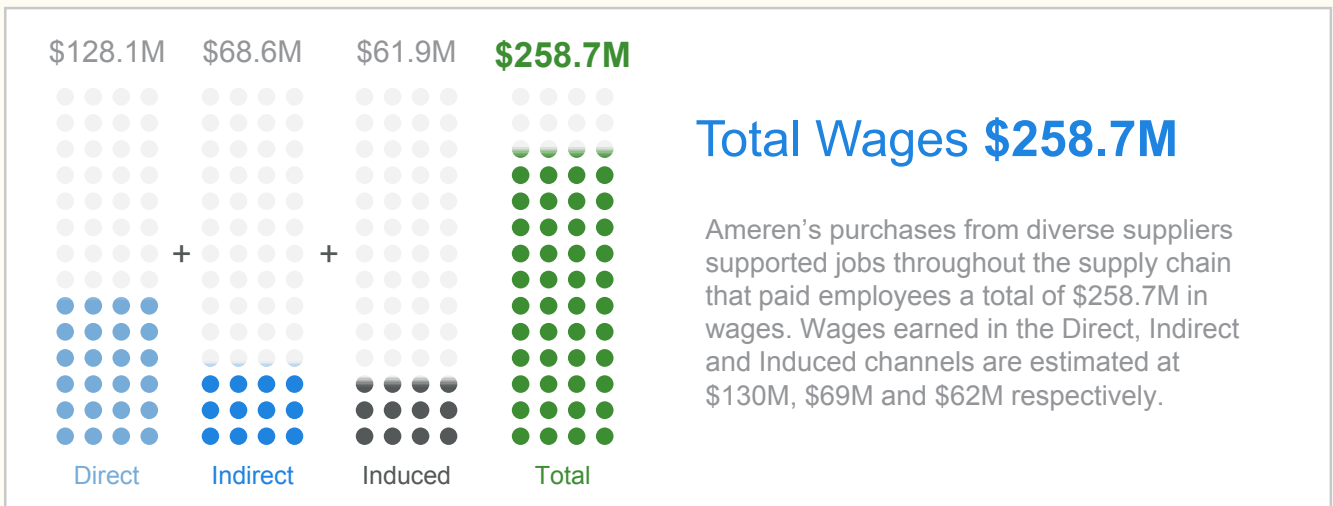 $128.1M $68.6M $61.9M $258.7M
+ +
Direct Indirect Induced Total
Total Wages $258.7M
Ameren’s purchases from diverse suppliers
supported jobs throughout the supply chain
that paid employees a total of $258.7M in
wages. Wages earned in the Direct, Indirect
and Induced channels are estimated at
$130M, $69M and $62M respectively.